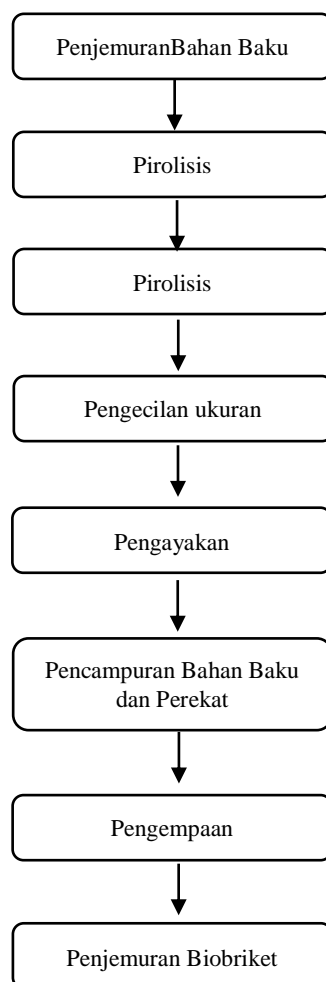 PenjemuranBahan Baku
Pirolisis
Pirolisis
Pengecilan ukuran
Pengayakan
Pencampuran Bahan Baku
dan Perekat
Pengempaan
Penjemuran Biobriket